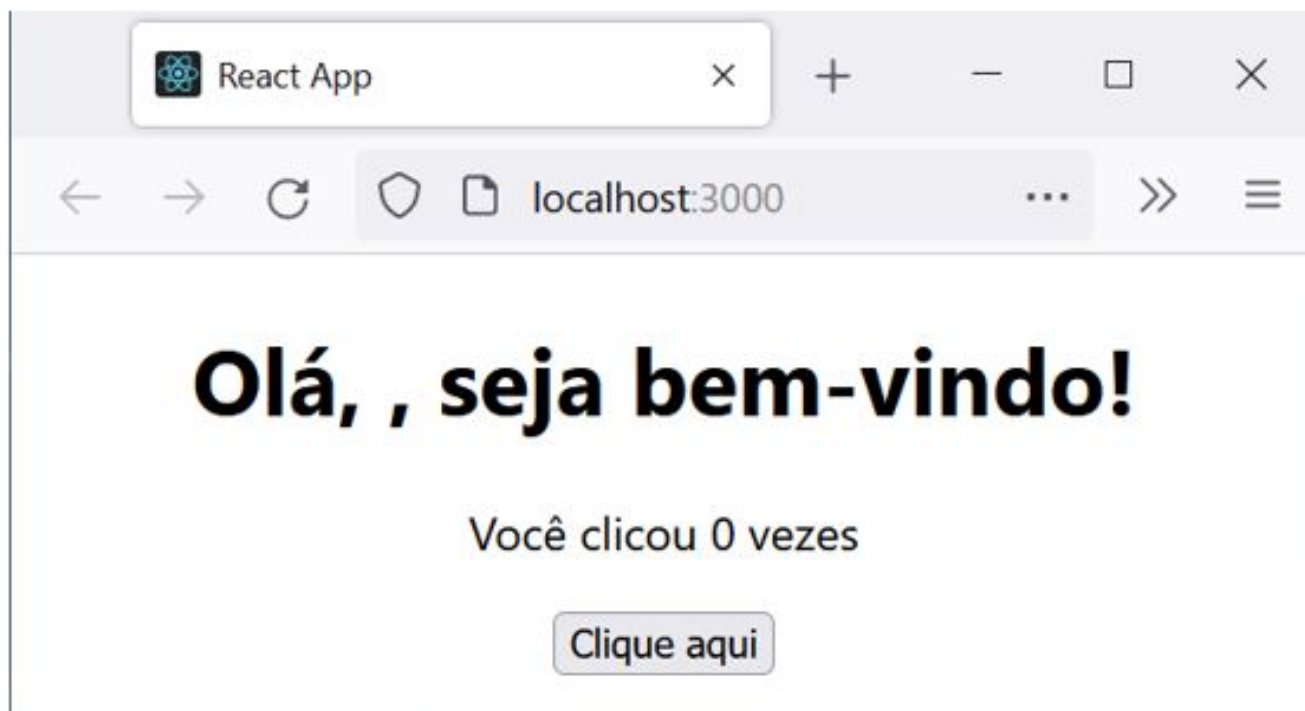 React App
localhost:3000
Olá, , seja bem-vindo!
Você clicou 0 vezes
Clique aqui